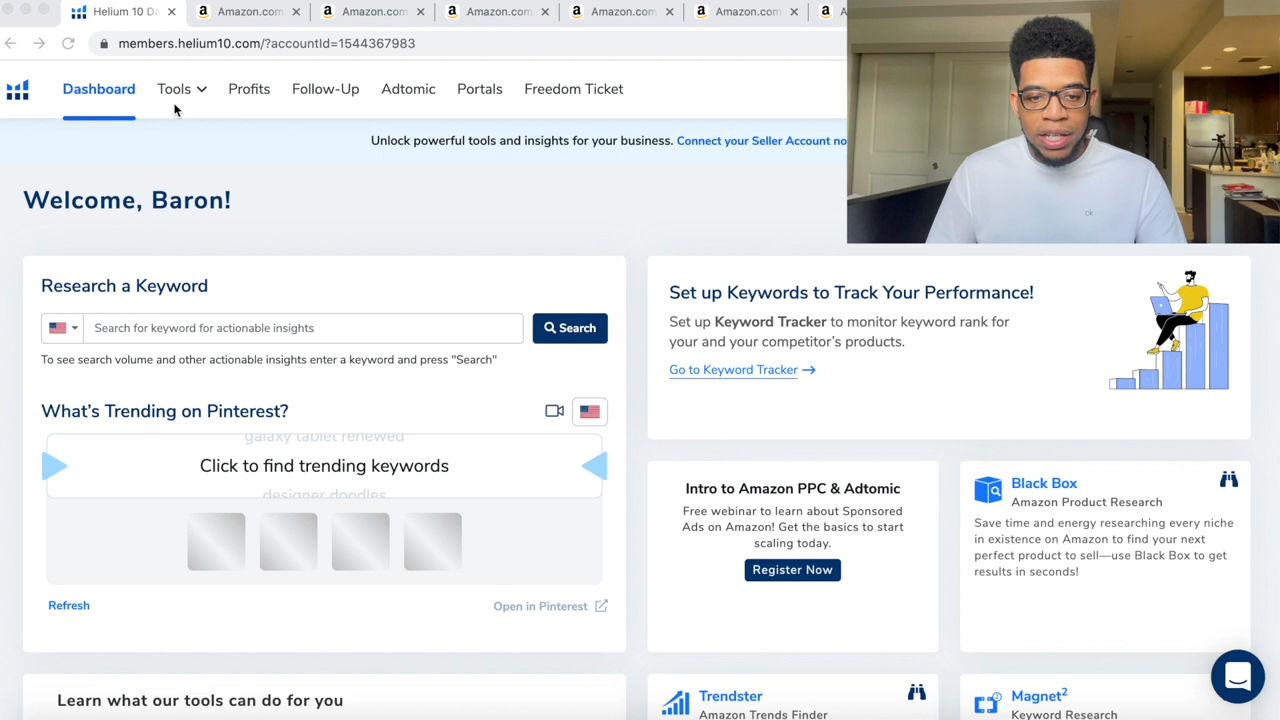 Helium 10 Da
Amazon.com
Amazon.com
Amazon.com
Amazon.com
Amazon.com
members.helium10.com/?accountId=1544367983
Dashboard
Tools
Profits
Follow-Up
Adtomic
Portals
Freedom Ticket
Unlock powerful tools and insights for your business. Connect your Seller Account no
Welcome, Baron!
Research a Keyword
Search for keyword for actionable insights
Search
To see search volume and other actionable insights enter a keyword and press "Search"
What's Trending on Pinterest?
galaxy tablet renewed
Click to find trending keywords
designer doodles
Refresh
Open in Pinterest
Set up Keywords to Track Your Performance!
Set up Keyword Tracker to monitor keyword rank for
your and your competitor's products.
Go to Keyword Tracker →
Intro to Amazon PPC & Adtomic
Free webinar to learn about Sponsored
Ads on Amazon! Get the basics to start
scaling today.
Register Now
Black Box
Amazon Product Research
Save time and energy researching every niche
in existence on Amazon to find your next
perfect product to sell—use Black Box to get
results in seconds!
Learn what our tools can do for you
Trendster
Amazon Trends Finder
Magnet²
Keyword Research
ck